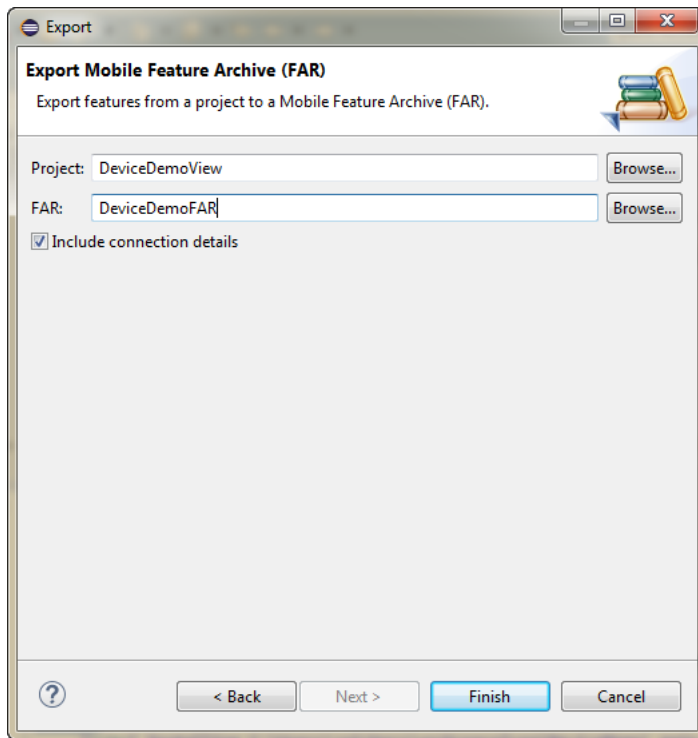 Export
Export Mobile Feature Archive (FAR)
Export features from a project to a Mobile Feature Archive (FAR).
Project: DeviceDemoView Browse...
FAR: DeviceDemoFAR Browse...
Include connection details
? < Back Next > Finish Cancel